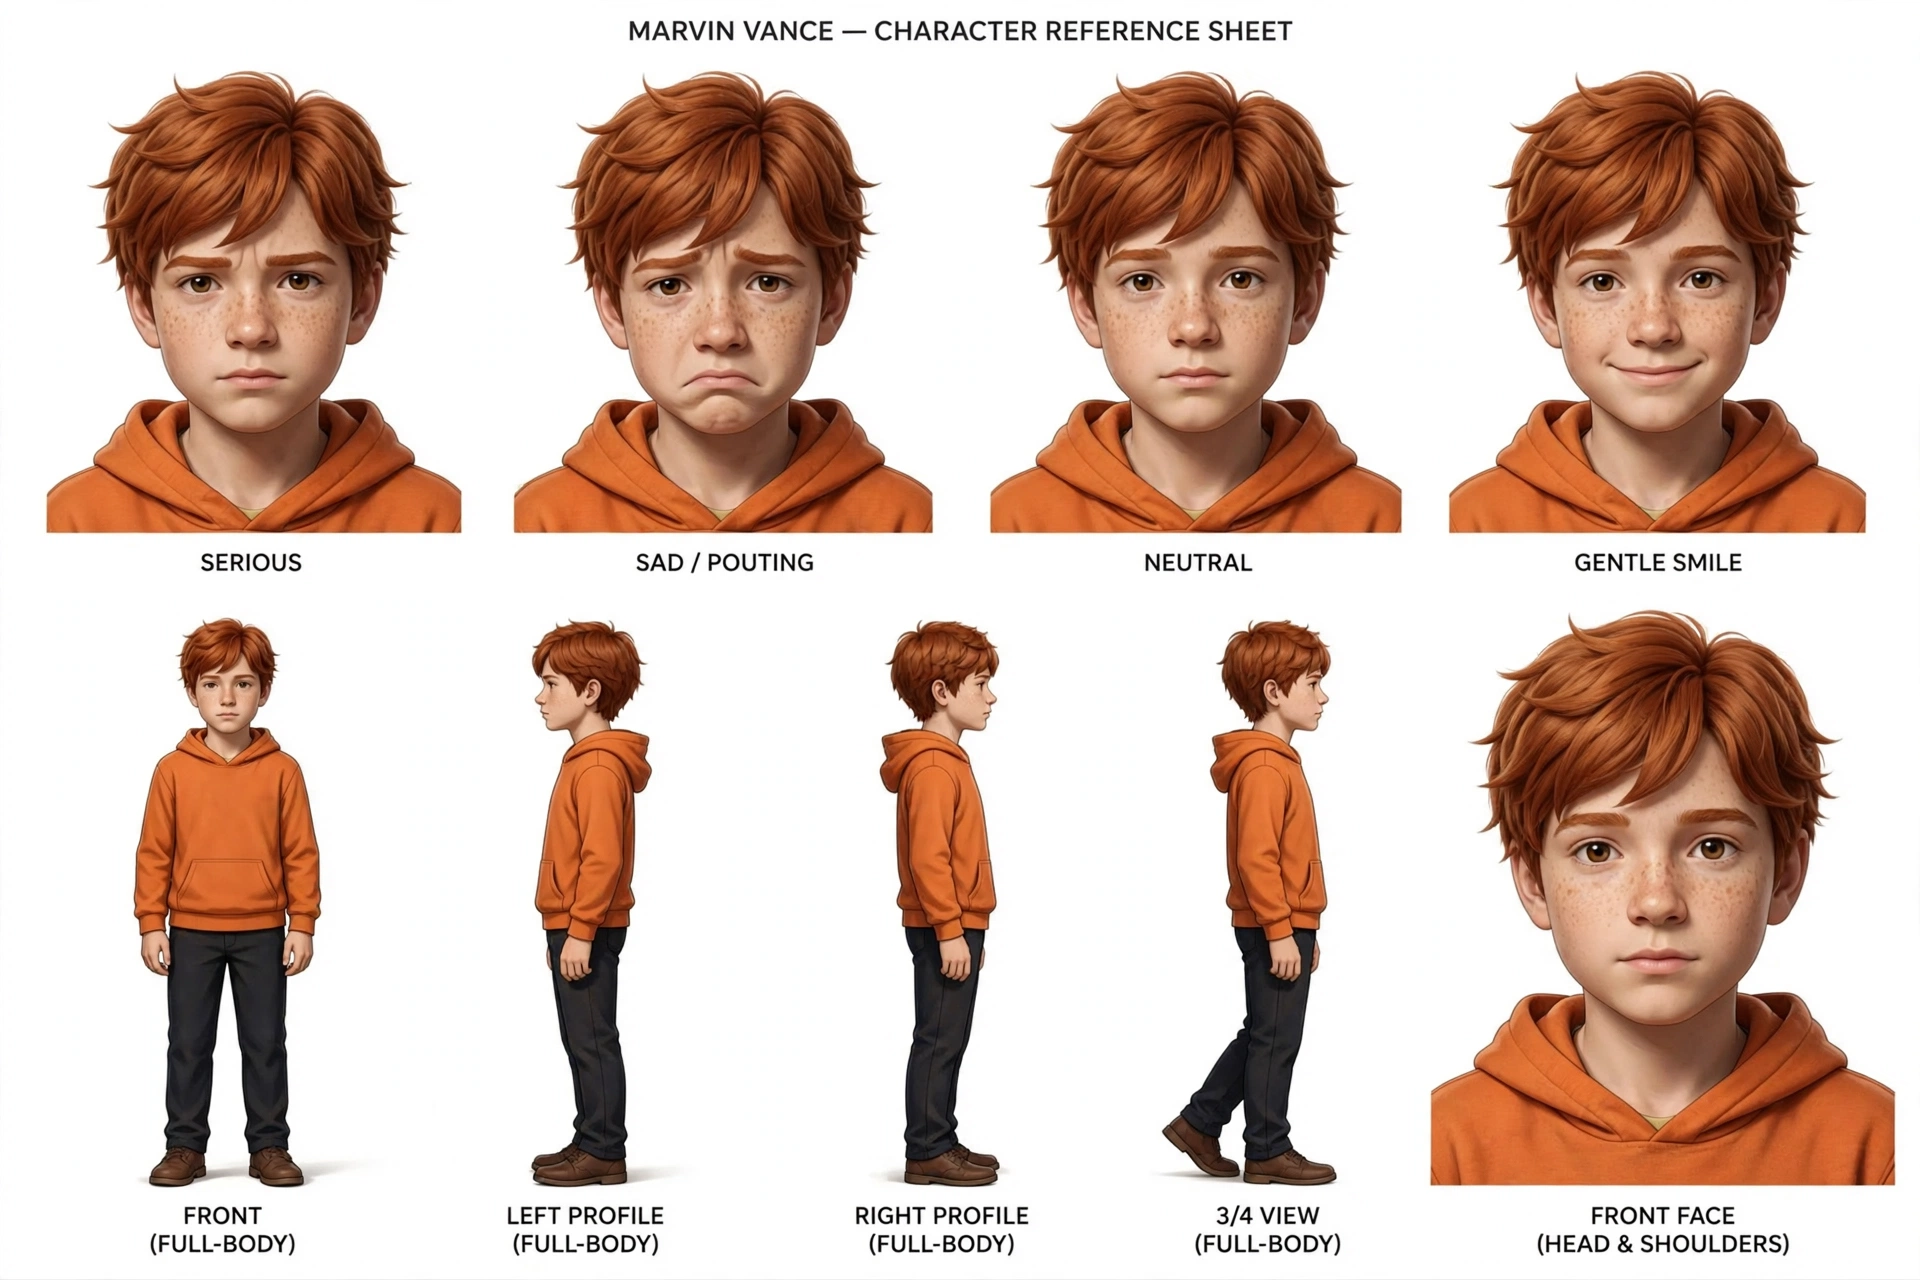 MARVIN VANCE — CHARACTER REFERENCE SHEET
SERIOUS
SAD / POUTING
NEUTRAL
GENTLE SMILE
FRONT
(FULL-BODY)
LEFT PROFILE
(FULL-BODY)
RIGHT PROFILE
(FULL-BODY)
3/4 VIEW
(FULL-BODY)
FRONT FACE
(HEAD & SHOULDERS)